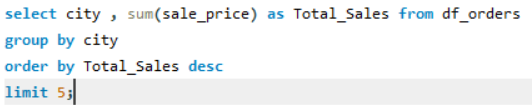 select city , sum(sale_price) as Total_Sales from df_orders
group by city
order by Total_Sales desc
limit 5;